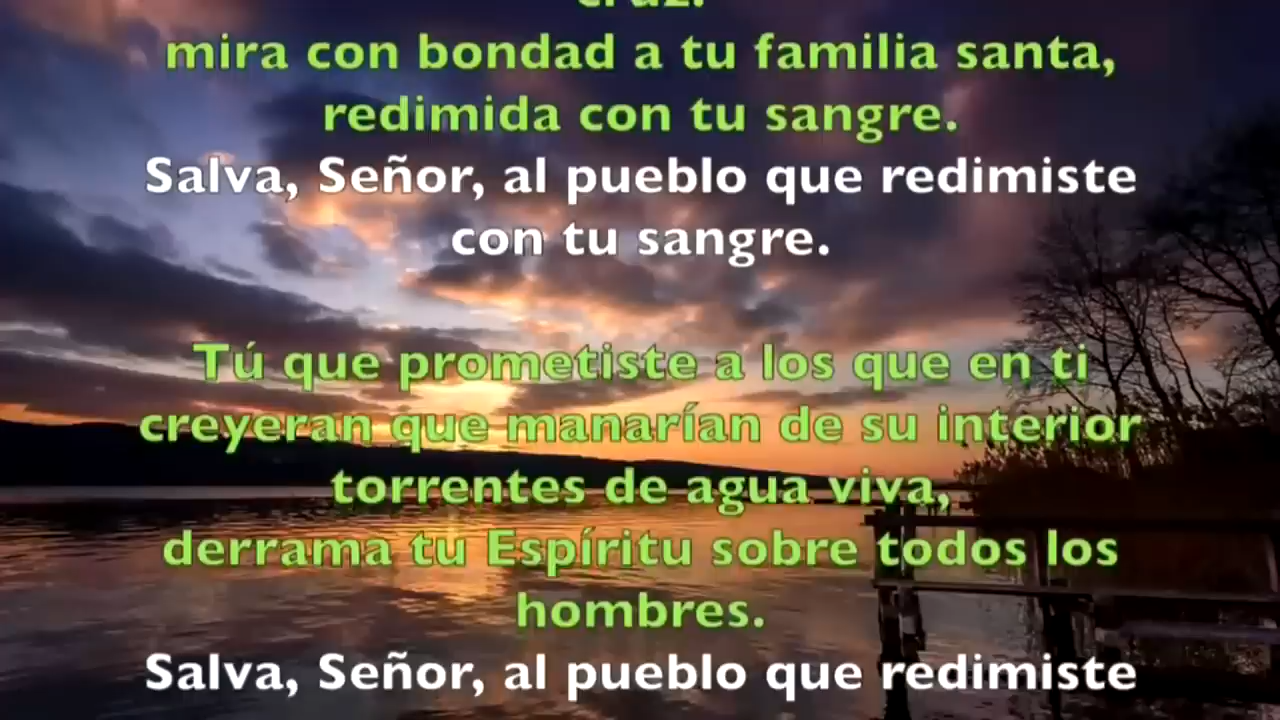 mira con bondad a tu familia santa,
redimida con tu sangre.
Salva, Señor, al pueblo que redimiste
con tu sangre.
Tú que prometiste a los que en ti
creyeran que manarían de su interior
torrentes de agua viva,
derrama tu Espíritu sobre todos los
hombres.
Salva, Señor, al pueblo que redimiste